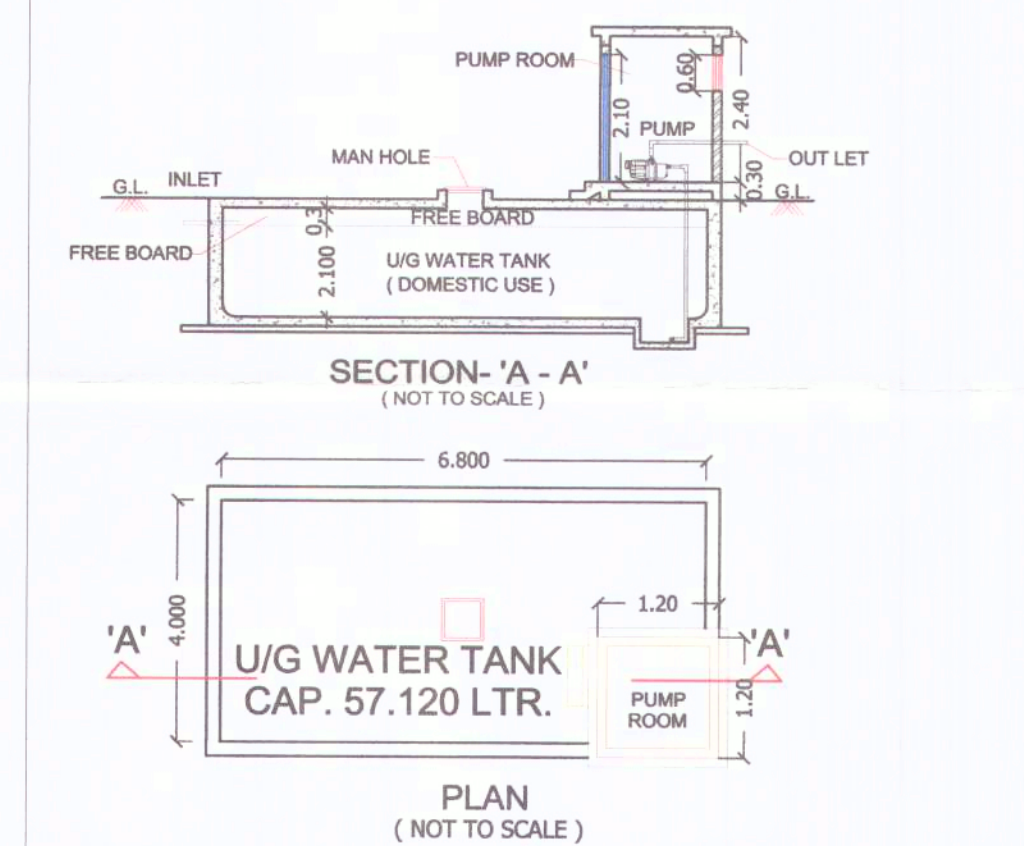 PUMP ROOM
0.60
2.10
2.40
PUMP
MAN HOLE
OUT LET
G.L.
INLET
0.30
G.L.
0.3
FREE BOARD
FREE BOARD
2.100
U/G WATER TANK
( DOMESTIC USE )
SECTION- 'A - A'
( NOT TO SCALE )
6.800
4.000
1.20
'A'
'A'
U/G WATER TANK
CAP. 57.120 LTR.
PUMP
ROOM
1.20
PLAN
( NOT TO SCALE )